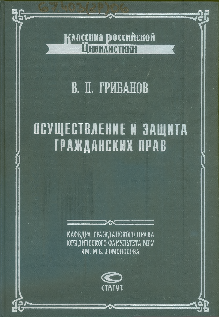 Классика Российской
Цивилистики
В. П. ГРИБАНОВ
ОСУЩЕСТВЛЕНИЕ И ЗАЩИТА
ГРАЖДАНСКИХ ПРАВ
КАФЕДРА ГРАЖДАНСКОГО ПРАВА
ЮРИДИЧЕСКОГО ФАКУЛЬТЕТА МГУ
ИМ. М.В. ЛОМОНОСОВА
СТАТУТ